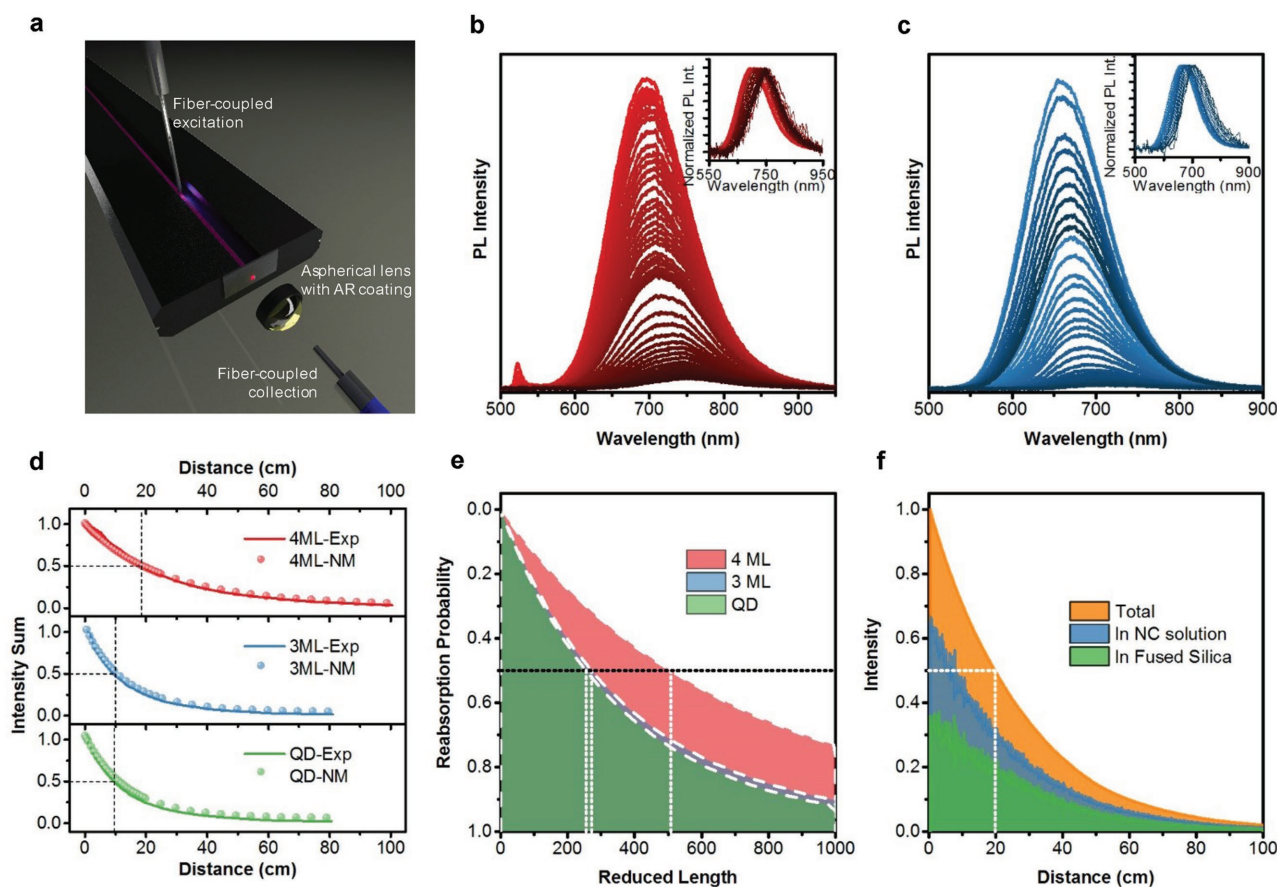 a
Fiber-coupled
excitation
Aspherical lens
with AR coating
Fiber-coupled
collection
b
PL Intensity
500 600 700 800 900
Wavelength (nm)
Normalized PL Int.
550 750 950
Wavelength (nm)
c
PL Intensity
500 600 700 800 900
Wavelength (nm)
Normalized PL Int.
500 700 900
Wavelength (nm)
d
Distance (cm)
0 20 40 60 80 100
Intensity Sum
1.0
0.5
0.0
4ML-Exp
4ML-NM
1.0
0.5
0.0
3ML-Exp
3ML-NM
1.0
0.5
0.0
QD-Exp
QD-NM
0 20 40 60 80 100
Distance (cm)
e
Reabsorption Probability
0.0
0.2
0.4
0.6
0.8
1.0
4 ML
3 ML
QD
0 200 400 600 800 1000
Reduced Length
f
Intensity
1.0
0.8
0.6
0.4
0.2
0.0
Total
In NC solution
In Fused Silica
0 20 40 60 80 100
Distance (cm)